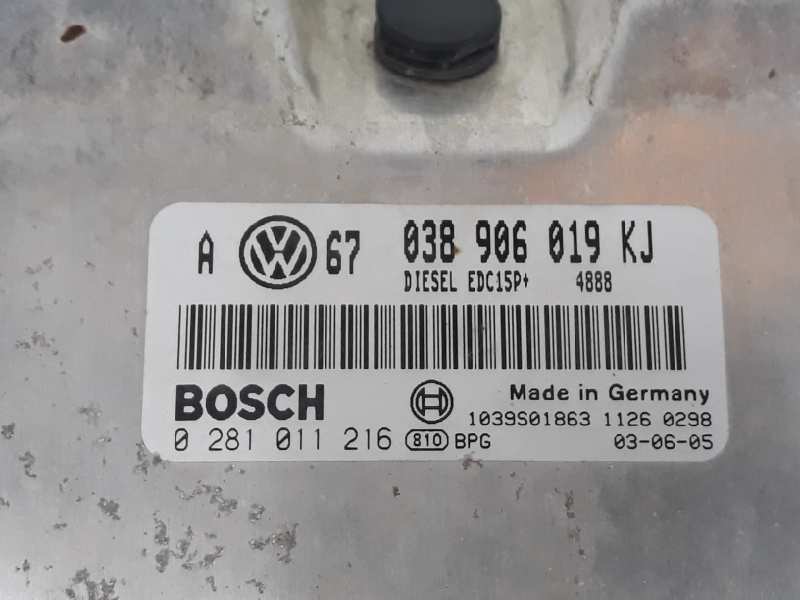 A VW 67 038 906 019 KJ
DIESEL EDC15P+ 4888
BOSCH Made in Germany
1039S01863 1126 0298
0 281 011 216 810 BPG 03-06-05